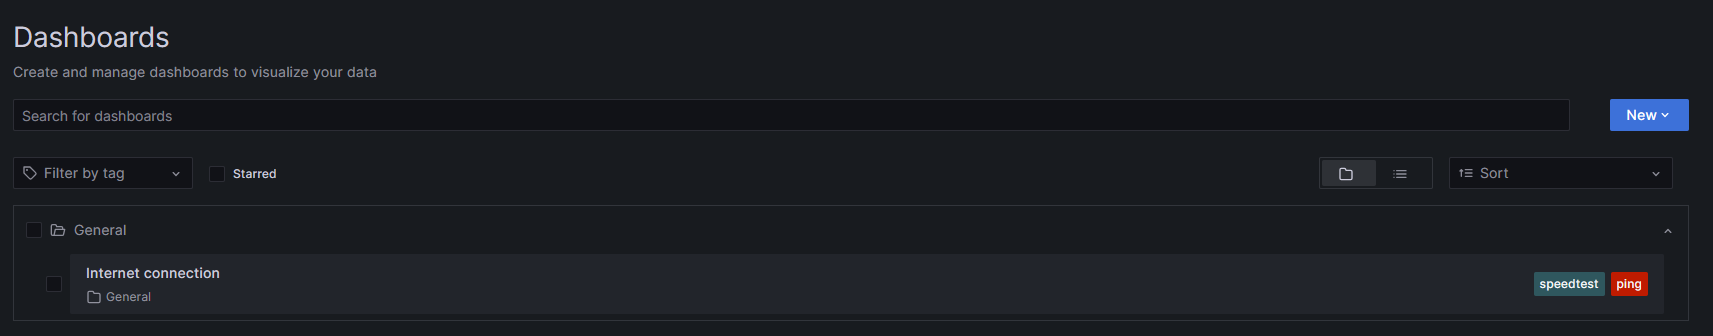 Dashboards
Create and manage dashboards to visualize your data
Search for dashboards
New
Filter by tag
Starred
Sort
General
Internet connection
General
speedtest
ping